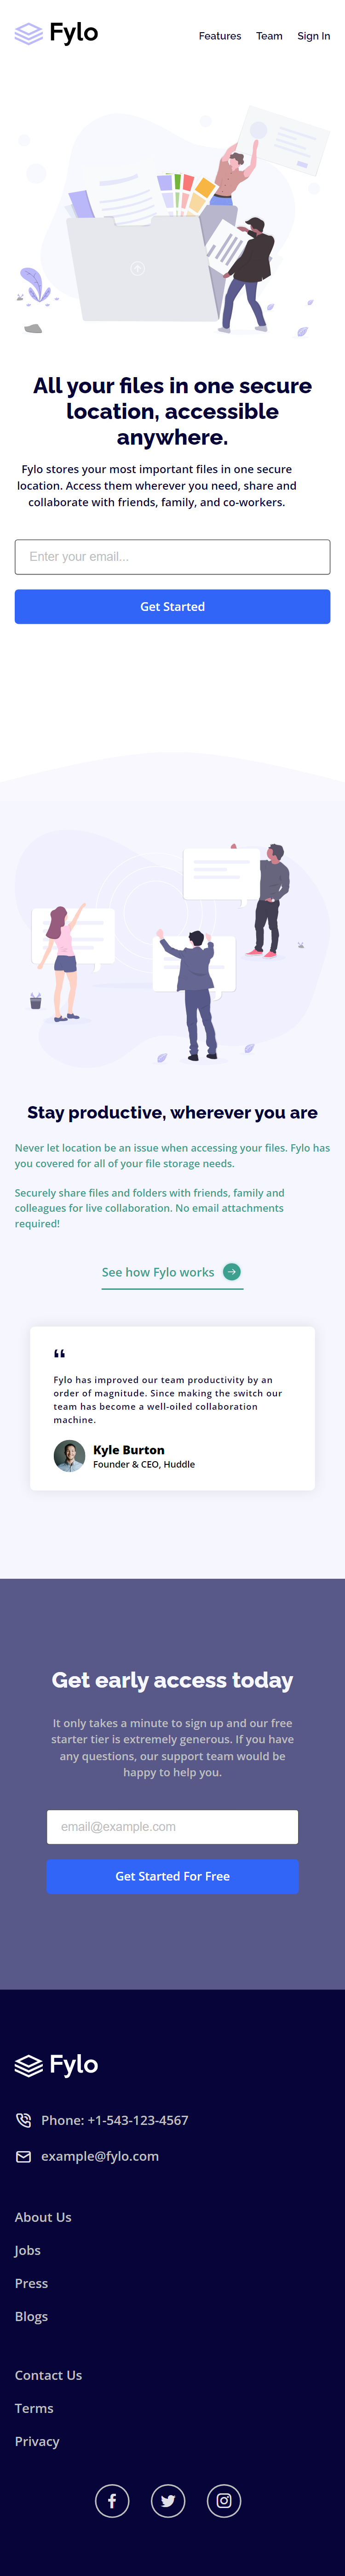 Fylo
Features Team Sign In
All your files in one secure
location, accessible
anywhere.
Fylo stores your most important files in one secure
location. Access them wherever you need, share and
collaborate with friends, family, and co-workers.
Enter your email...
Get Started
Stay productive, wherever you are
Never let location be an issue when accessing your files. Fylo has
you covered for all of your file storage needs.
Securely share files and folders with friends, family and
colleagues for live collaboration. No email attachments
required!
See how Fylo works
“
Fylo has improved our team productivity by an
order of magnitude. Since making the switch our
team has become a well-oiled collaboration
machine.
Kyle Burton
Founder & CEO, Huddle
Get early access today
It only takes a minute to sign up and our free
starter tier is extremely generous. If you have
any questions, our support team would be
happy to help you.
email@example.com
Get Started For Free
Fylo
Phone: +1-543-123-4567
example@fylo.com
About Us
Jobs
Press
Blogs
Contact Us
Terms
Privacy